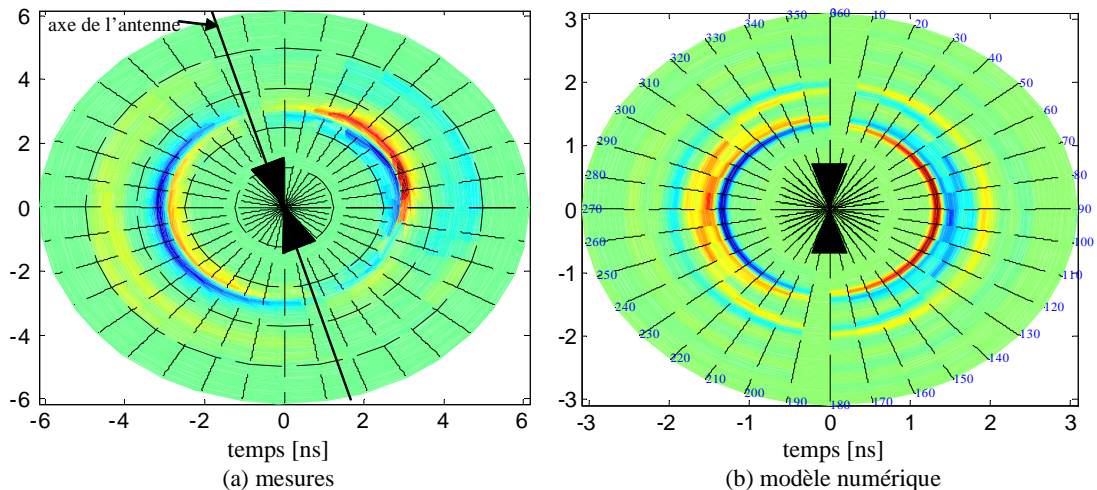 axe de l'antenne
6
4
2
0
-2
-4
-6
-6 -4 -2 0 2 4 6
temps [ns]
(a) mesures
3
2
1
0
-1
-2
-3
-3 -2 -1 0 1 2 3
0 360 10 20 30 40 50 60 70 80 90 100 110 120 130 140 150 160 170 180 190 200 210 220 230 240 250 260 270 280 290 300 310 320 330 340 350
temps [ns]
(b) modèle numérique